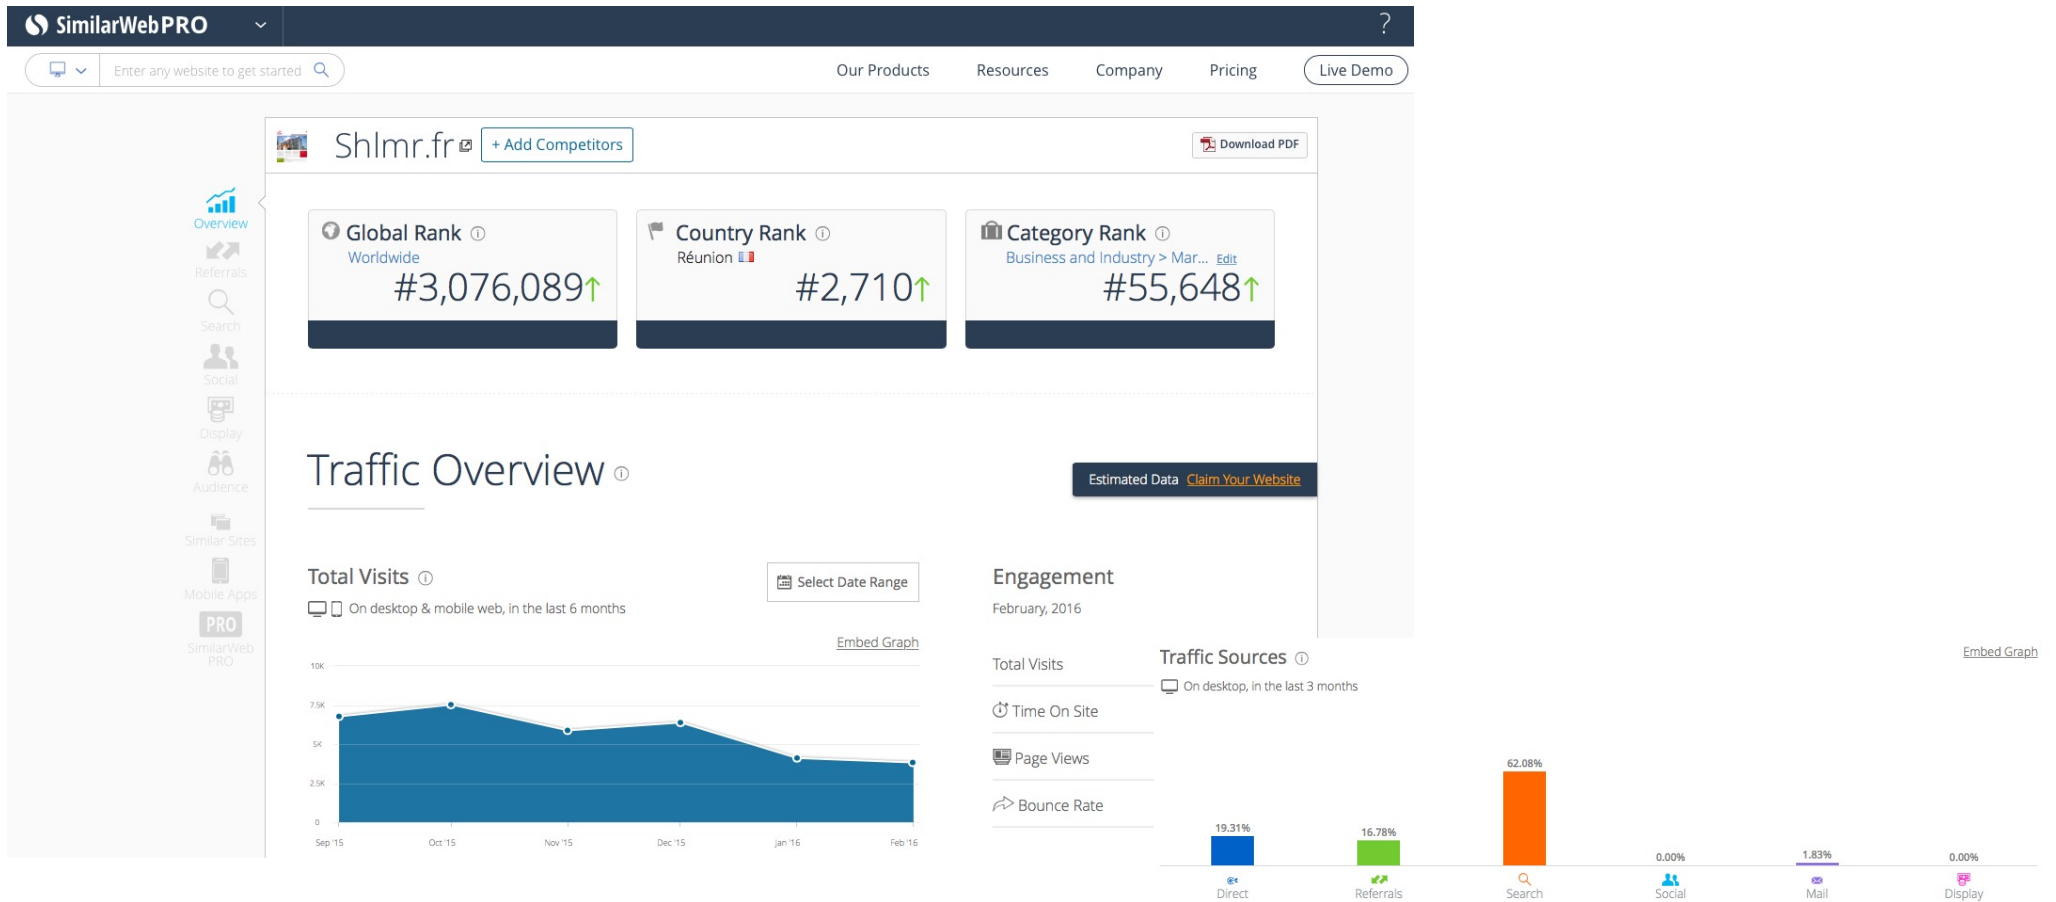 SimilarWeb PRO
?
Enter any website to get started
Our Products Resources Company Pricing Live Demo
Shlmr.fr + Add Competitors Download PDF
Overview
Referrals
Search
Social
Display
Audience
Similar Sites
Mobile Apps
PRO
SimilarWeb
PRO
Global Rank
Worldwide
#3,076,089
Country Rank
Réunion
#2,710
Category Rank
Business and Industry > Mar... Edit
#55,648
Traffic Overview
Estimated Data Claim Your Website
Total Visits
On desktop & mobile web, in the last 6 months
Select Date Range
Embed Graph
10K
7.5K
5K
2.5K
0
Sep '15 Oct '15 Nov '15 Dec '15 Jan '16 Feb '16
Engagement
February, 2016
Total Visits
Time On Site
Page Views
Bounce Rate
Traffic Sources
Embed Graph
On desktop, in the last 3 months
19.31% 16.78% 62.08% 0.00% 1.83% 0.00%
Direct Referrals Search Social Mail Display